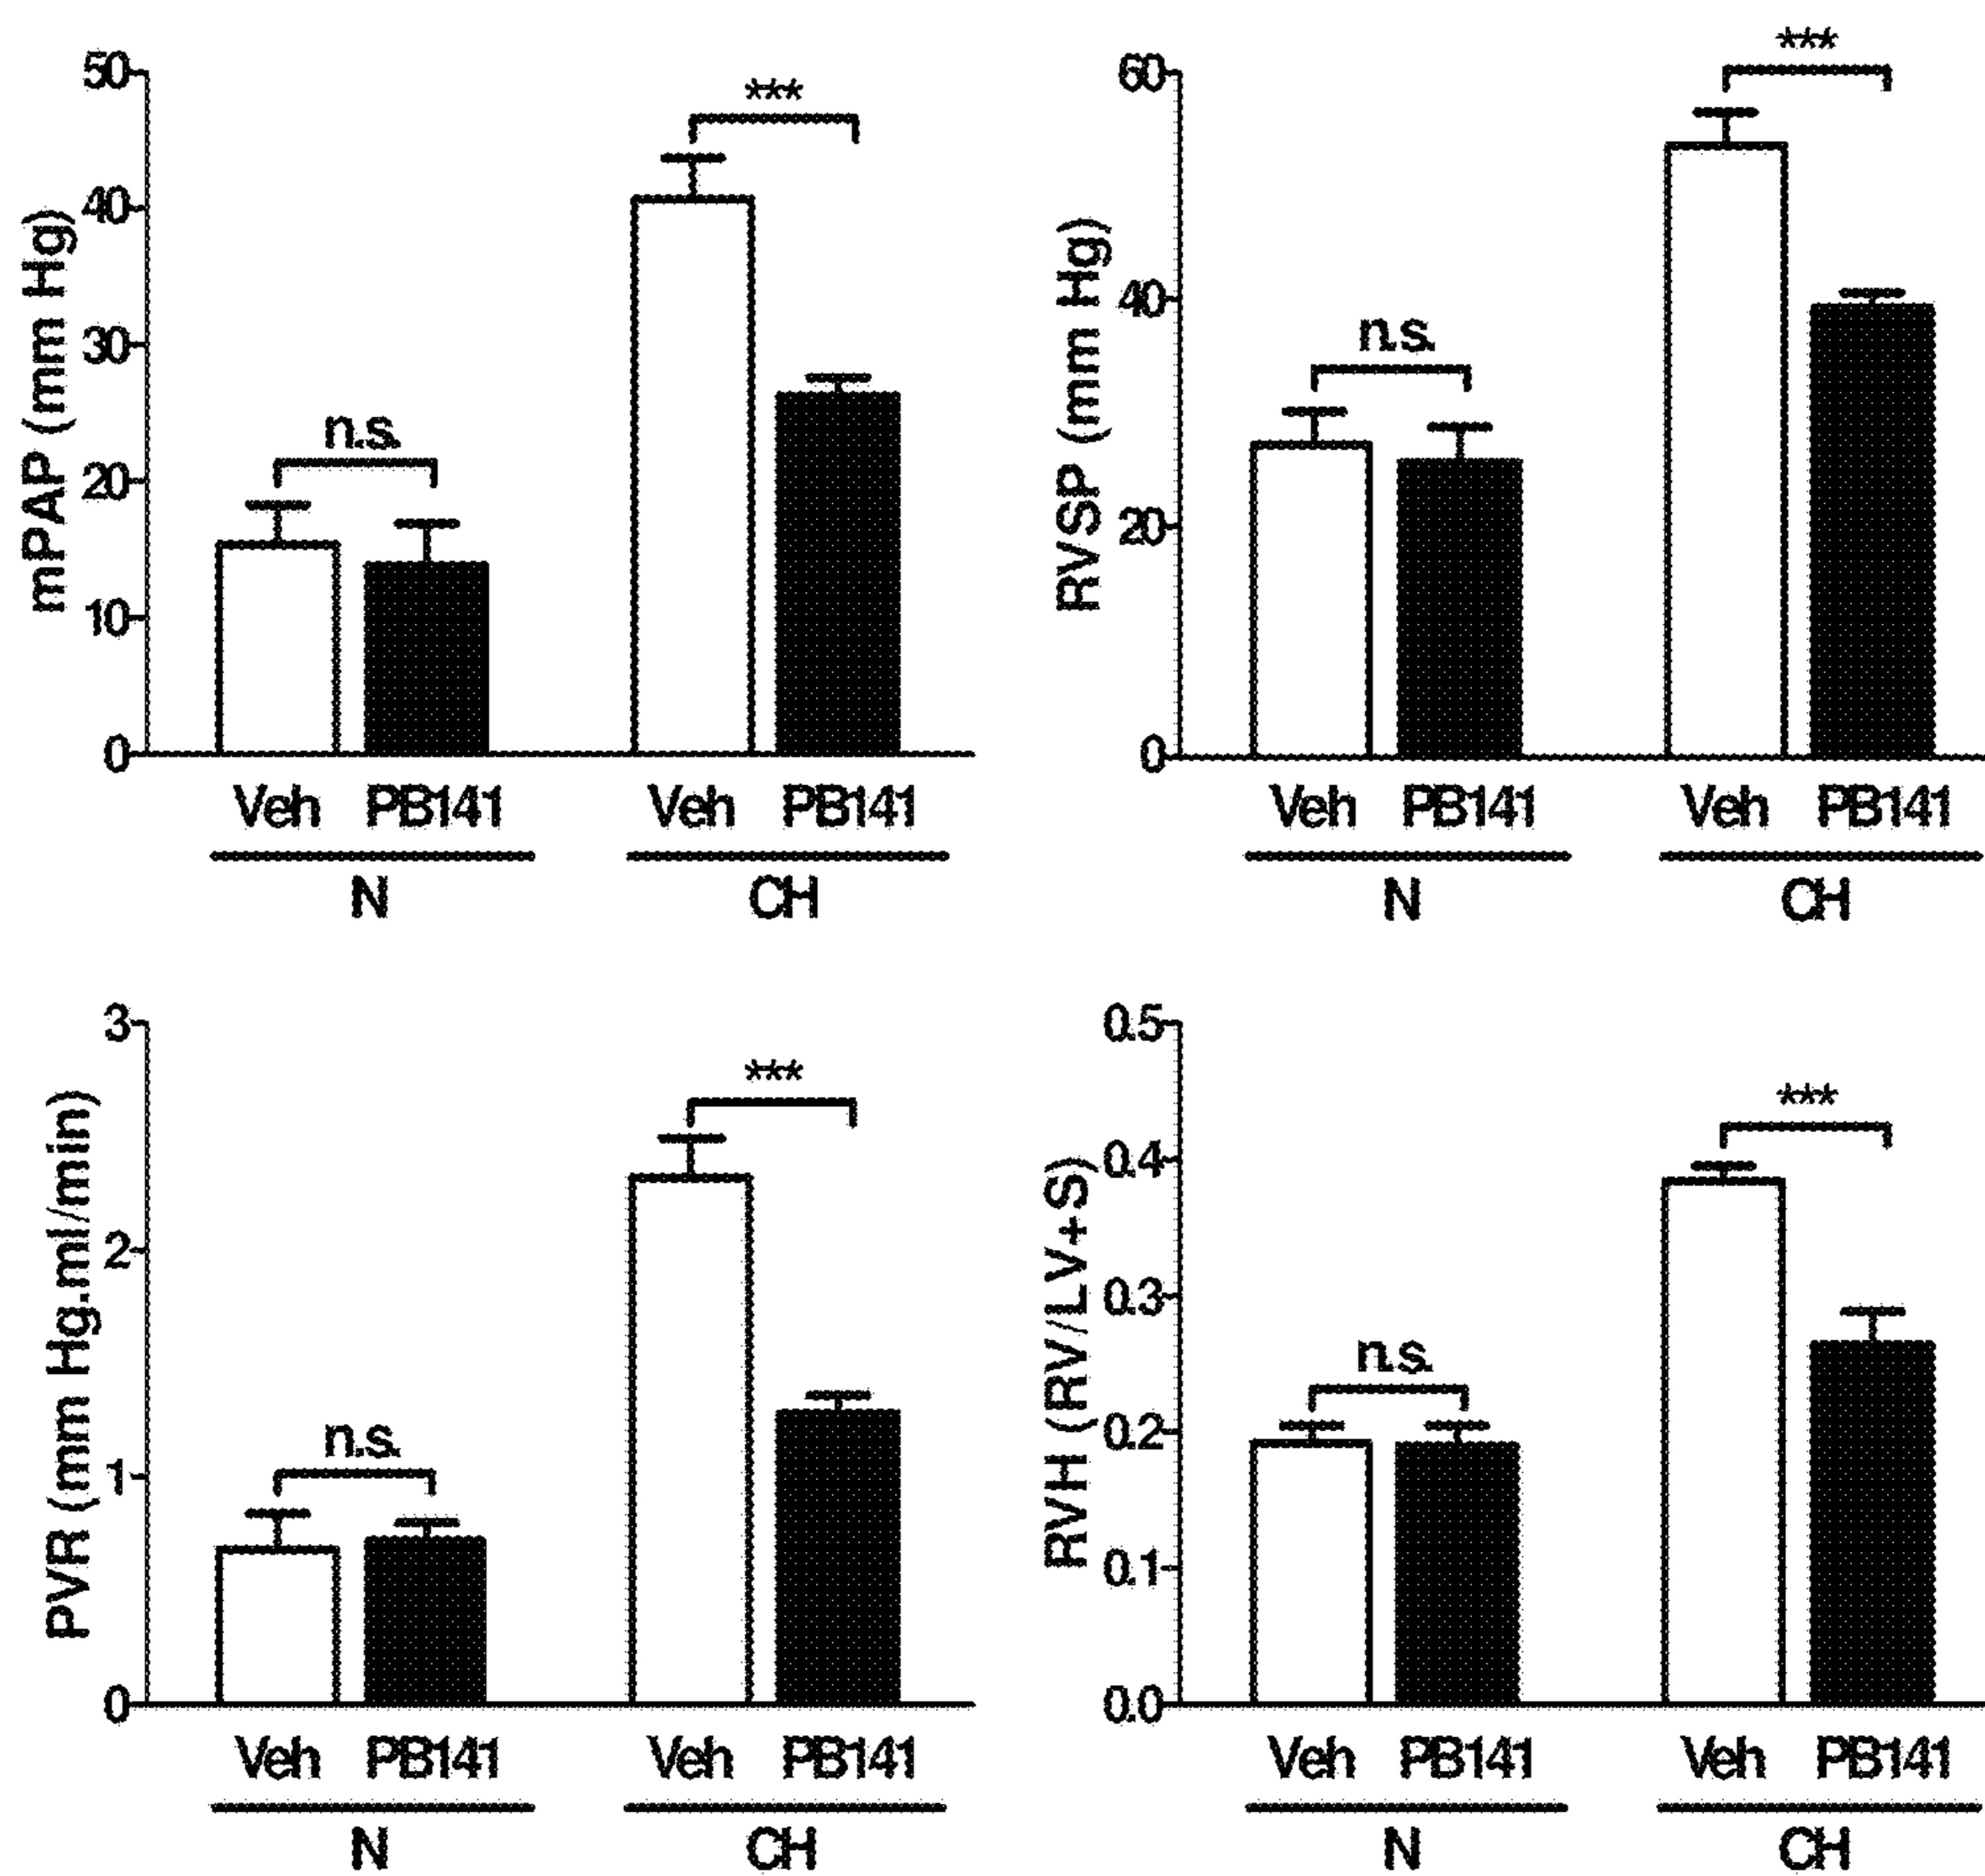 mPAP (mm Hg)
50
40
30
20
10
0
n.s.
***
Veh PB141 Veh PB141
N CH
RVSP (mm Hg)
60
40
20
0
n.s.
***
Veh PB141 Veh PB141
N CH
PVR (mm Hg.ml/min)
3
2
1
0
n.s.
***
Veh PB141 Veh PB141
N CH
RVH (RV/LV+S)
0.5
0.4
0.3
0.2
0.1
0.0
n.s.
***
Veh PB141 Veh PB141
N CH